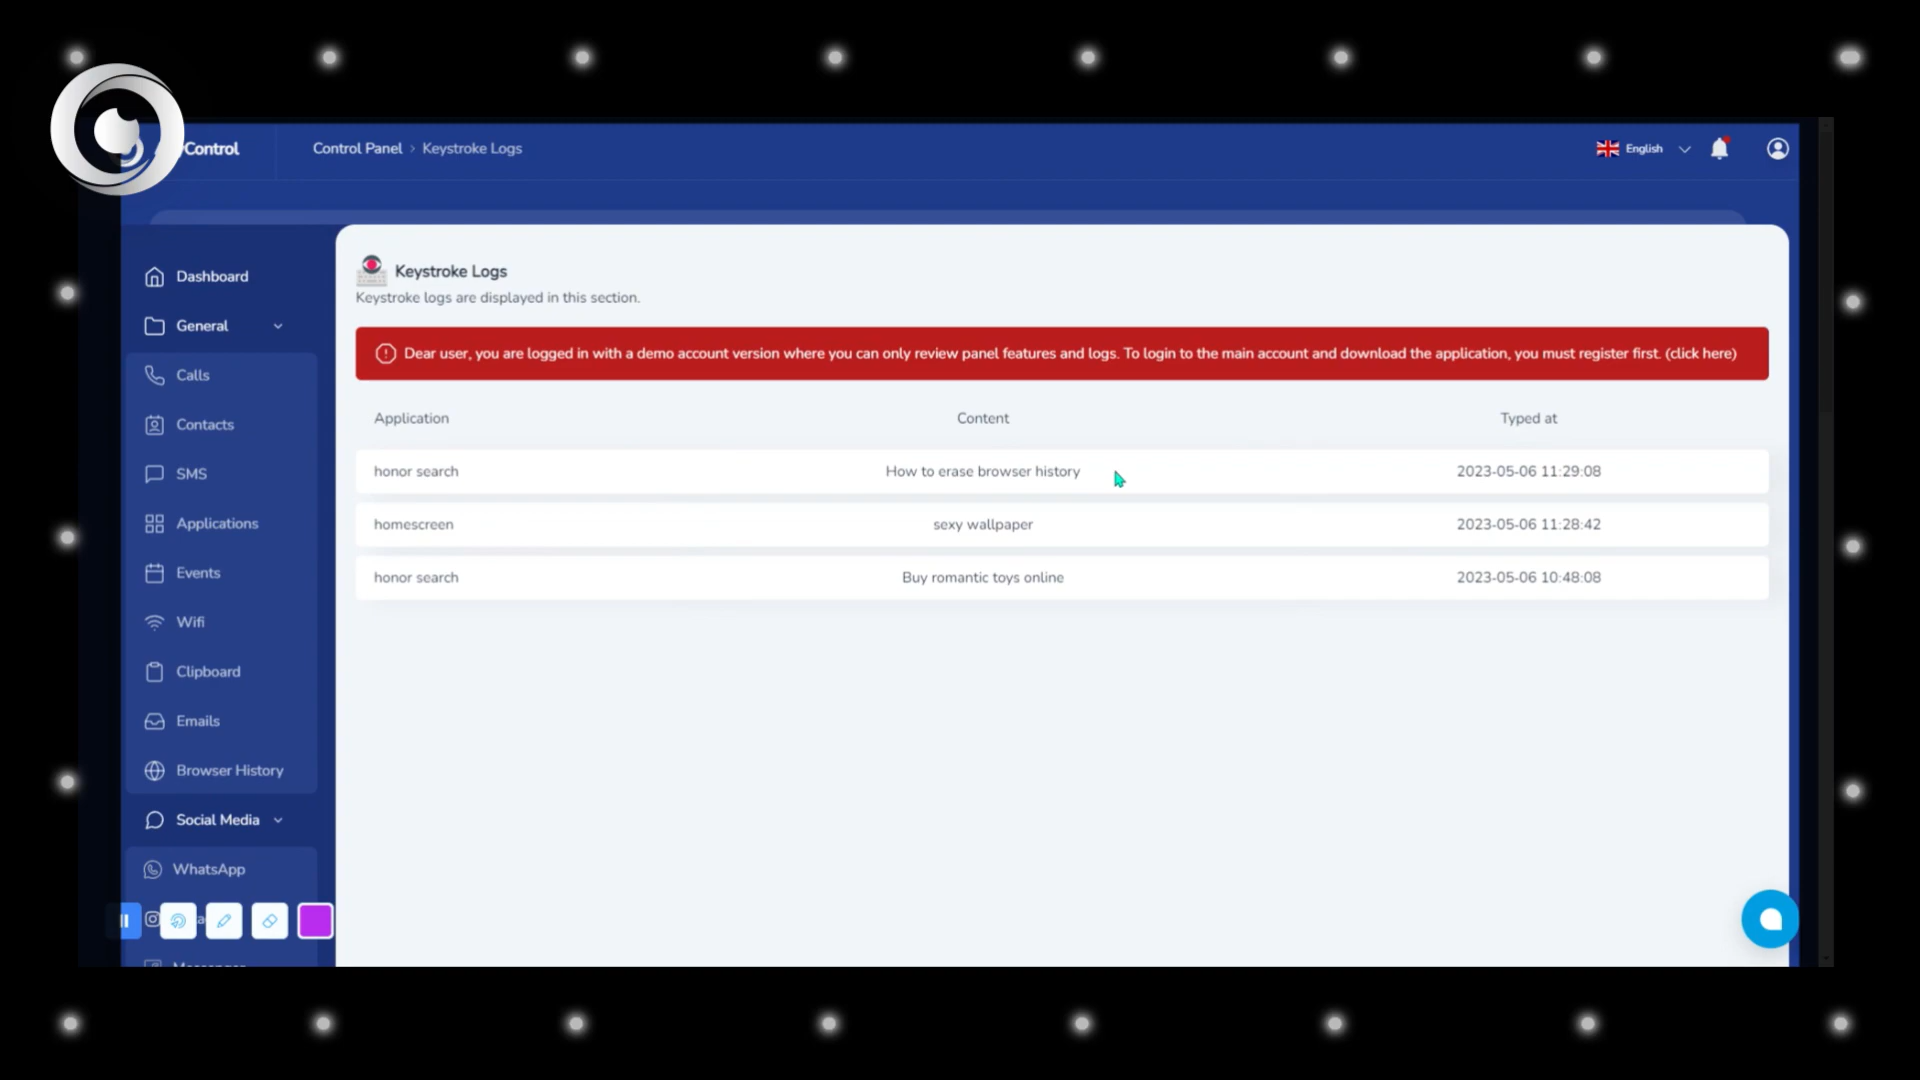 Control
Control Panel > Keystroke Logs
English
Dashboard
General
Calls
Contacts
SMS
Applications
Events
Wifi
Clipboard
Emails
Browser History
Social Media
WhatsApp
Keystroke Logs
Keystroke logs are displayed in this section.
Dear user, you are logged in with a demo account version where you can only review panel features and logs. To login to the main account and download the application, you must register first. (click here)
Application Content Typed at
honor search How to erase browser history 2023-05-06 11:29:08
homescreen sexy wallpaper 2023-05-06 11:28:42
honor search Buy romantic toys online 2023-05-06 10:48:08